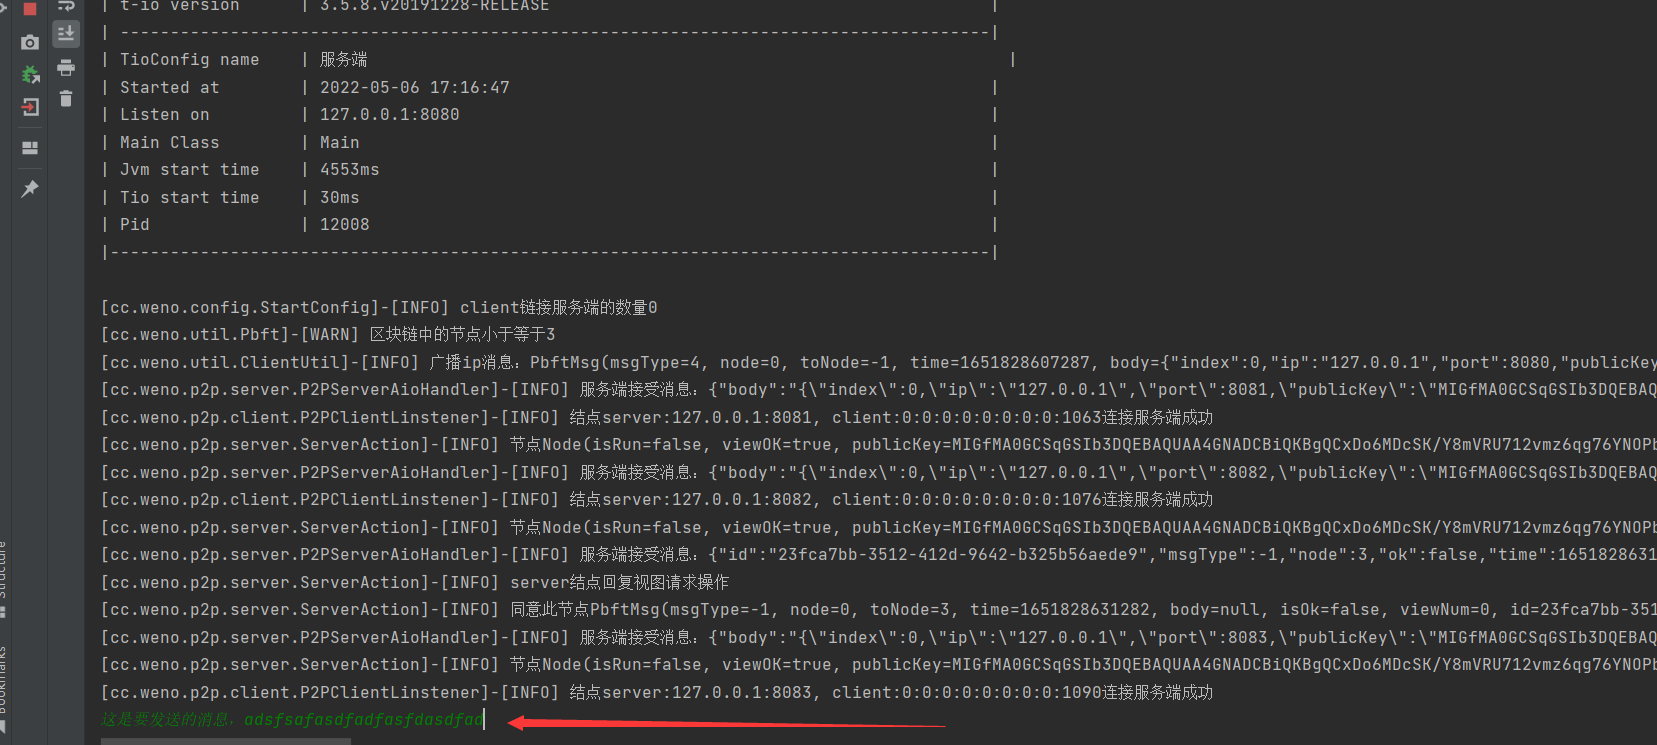 | t-io version | 3.5.8.v20191228-RELEASE |
| ---------------------------------------------------------------------------------------|
| TioConfig name | 服务端 |
| Started at | 2022-05-06 17:16:47 |
| Listen on | 127.0.0.1:8080 |
| Main Class | Main |
| Jvm start time | 4553ms |
| Tio start time | 30ms |
| Pid | 12008 |
|----------------------------------------------------------------------------------------|
[cc.weno.config.StartConfig]-[INFO] client链接服务端的数量0
[cc.weno.util.Pbft]-[WARN] 区块链中的节点小于等于3
[cc.weno.util.ClientUtil]-[INFO] 广播ip消息：PbftMsg(msgType=4, node=0, toNode=-1, time=1651828607287, body={"index":0,"ip":"127.0.0.1","port":8080,"publicKey
[cc.weno.p2p.server.P2PServerAioHandler]-[INFO] 服务端接受消息：{"body":"{\"index\":0,\"ip\":\"127.0.0.1\",\"port\":8081,\"publicKey\":\"MIGfMA0GCSqGSIb3DQEBAQ
[cc.weno.p2p.client.P2PClientLinstener]-[INFO] 结点server:127.0.0.1:8081, client:0:0:0:0:0:0:0:0:1063连接服务端成功
[cc.weno.p2p.server.ServerAction]-[INFO] 节点Node(isRun=false, viewOK=true, publicKey=MIGfMA0GCSqGSIb3DQEBAQUAA4GNADCBiQKBgQCxDo6MDcSK/Y8mVRU712vmz6qg76YNOPb
[cc.weno.p2p.server.P2PServerAioHandler]-[INFO] 服务端接受消息：{"body":"{\"index\":0,\"ip\":\"127.0.0.1\",\"port\":8082,\"publicKey\":\"MIGfMA0GCSqGSIb3DQEBAQ
[cc.weno.p2p.client.P2PClientLinstener]-[INFO] 结点server:127.0.0.1:8082, client:0:0:0:0:0:0:0:0:1076连接服务端成功
[cc.weno.p2p.server.ServerAction]-[INFO] 节点Node(isRun=false, viewOK=true, publicKey=MIGfMA0GCSqGSIb3DQEBAQUAA4GNADCBiQKBgQCxDo6MDcSK/Y8mVRU712vmz6qg76YNOPb
[cc.weno.p2p.server.P2PServerAioHandler]-[INFO] 服务端接受消息：{"id":"23fca7bb-3512-412d-9642-b325b56aede9","msgType":-1,"node":3,"ok":false,"time":1651828631
[cc.weno.p2p.server.ServerAction]-[INFO] server结点回复视图请求操作
[cc.weno.p2p.server.ServerAction]-[INFO] 同意此节点PbftMsg(msgType=-1, node=0, toNode=3, time=1651828631282, body=null, isOk=false, viewNum=0, id=23fca7bb-351
[cc.weno.p2p.server.P2PServerAioHandler]-[INFO] 服务端接受消息：{"body":"{\"index\":0,\"ip\":\"127.0.0.1\",\"port\":8083,\"publicKey\":\"MIGfMA0GCSqGSIb3DQEBAQ
[cc.weno.p2p.server.ServerAction]-[INFO] 节点Node(isRun=false, viewOK=true, publicKey=MIGfMA0GCSqGSIb3DQEBAQUAA4GNADCBiQKBgQCxDo6MDcSK/Y8mVRU712vmz6qg76YNOPb
[cc.weno.p2p.client.P2PClientLinstener]-[INFO] 结点server:127.0.0.1:8083, client:0:0:0:0:0:0:0:0:1090连接服务端成功
这是要发送的消息，adsfsafasdfadfasfdasdfad
Structure
Bookmarks